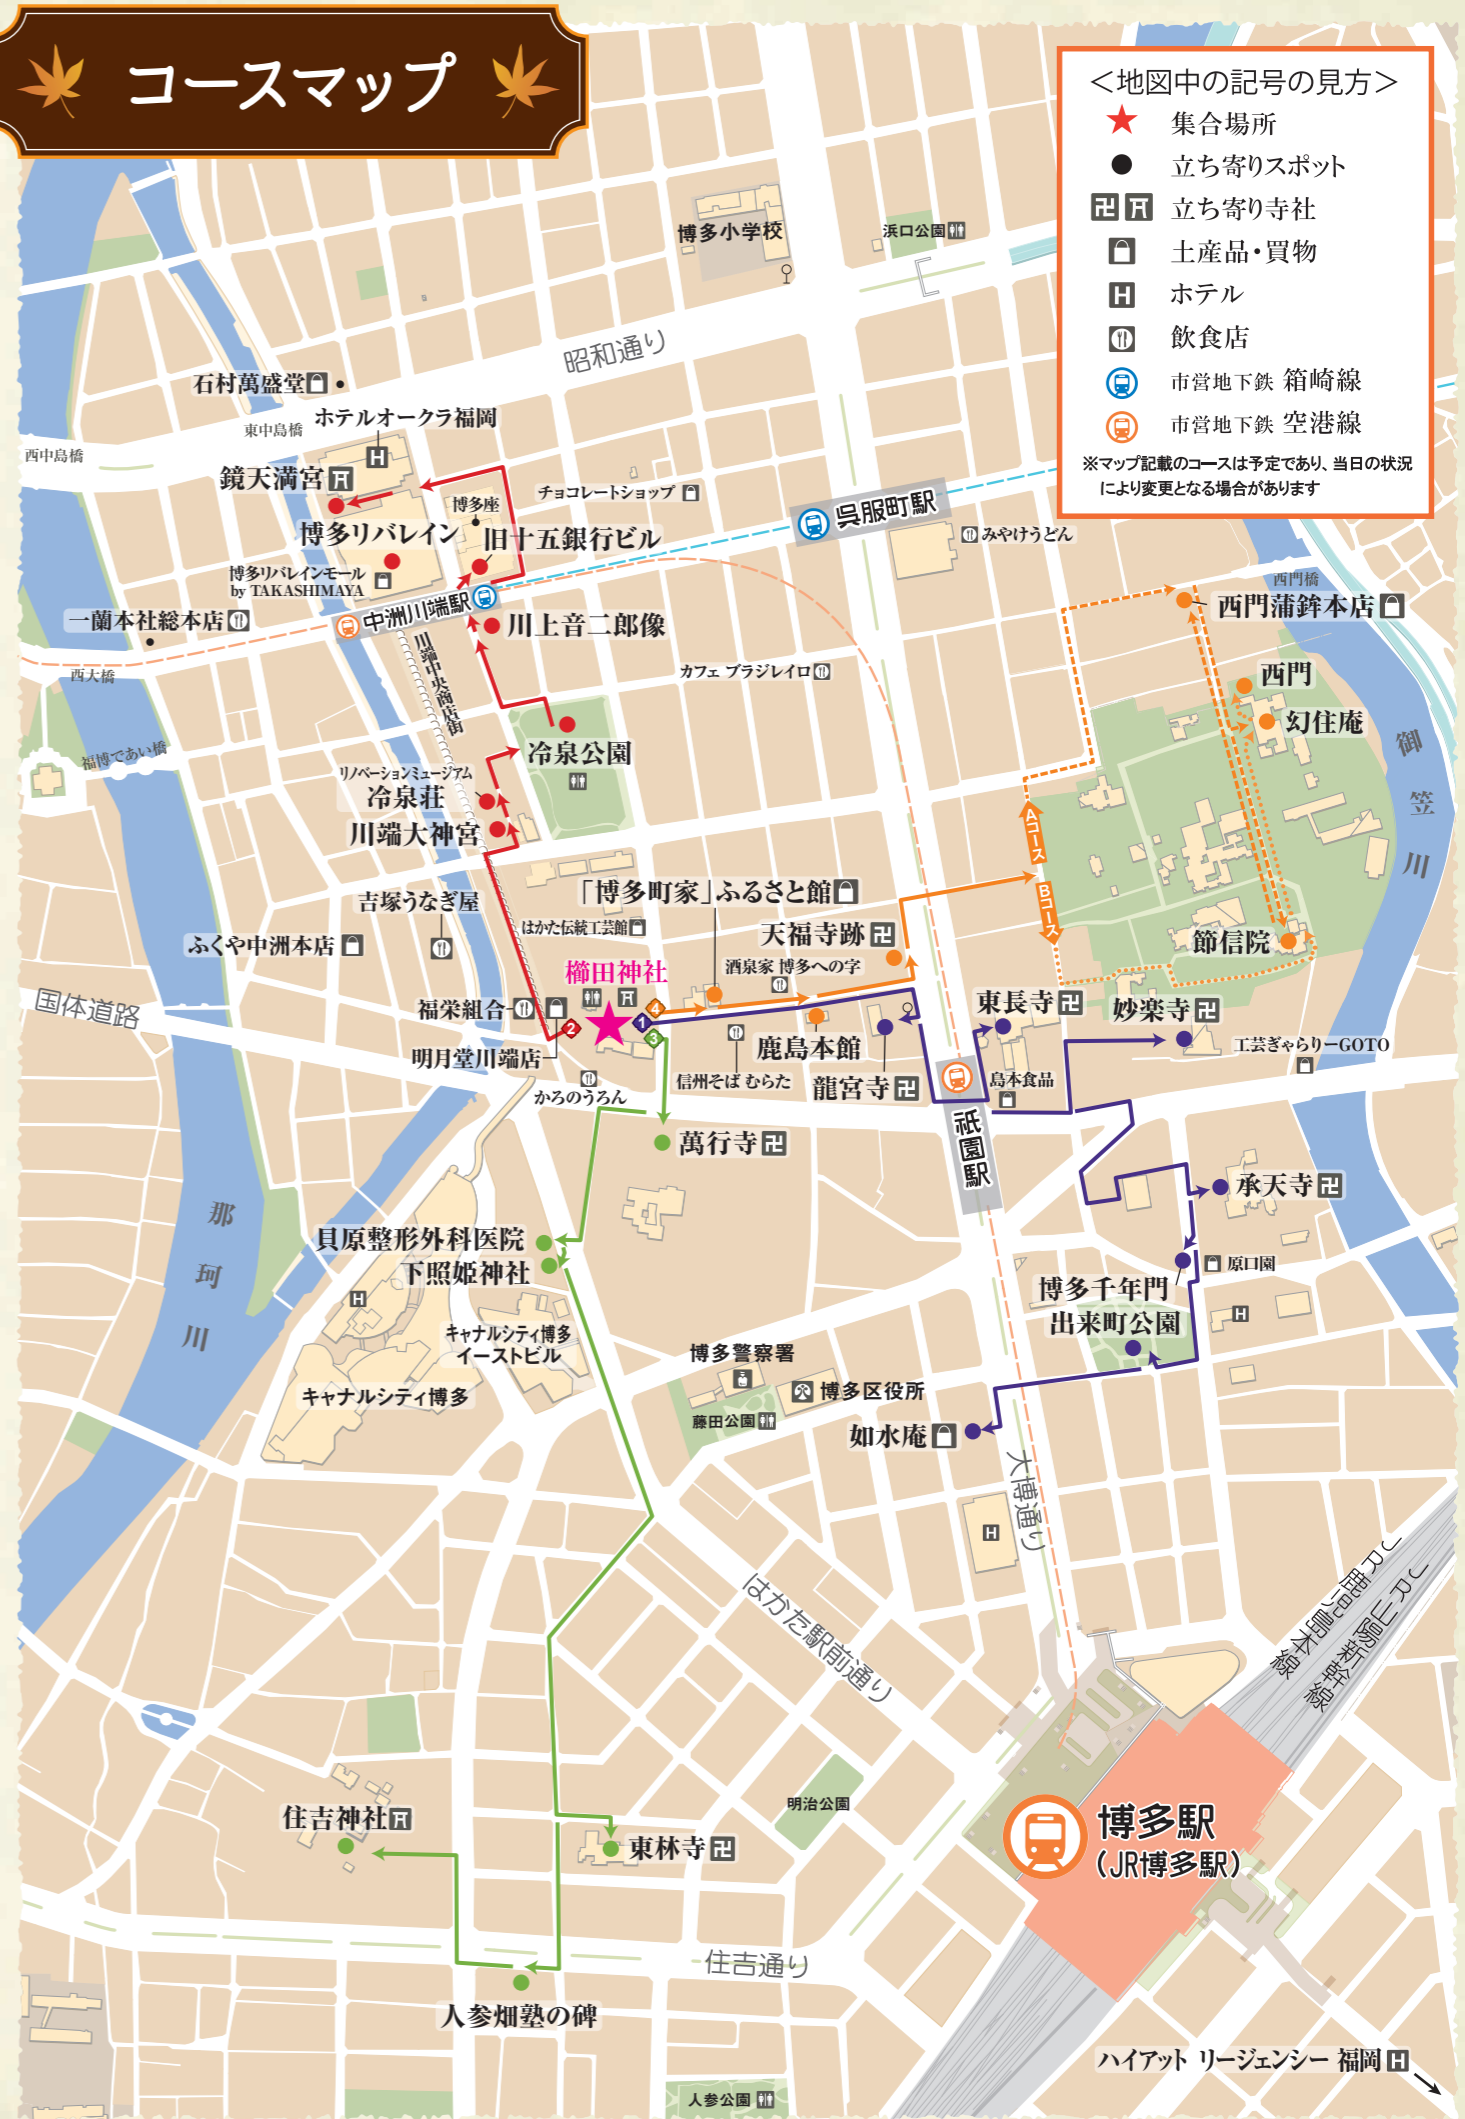 コースマップ
＜地図中の記号の見方＞
集合場所
立ち寄りスポット
立ち寄り寺社
土産品・買物
H ホテル
飲食店
市営地下鉄 箱崎線
市営地下鉄 空港線
※マップ記載のコースは予定であり、当日の状況
により変更となる場合があります
博多小学校
浜口公園
昭和通り
石村萬盛堂
東中島橋
ホテルオークラ福岡
H
西中島橋
鏡天満宮
博多座
チョコレートショップ
呉服町駅
みやけうどん
博多リバレイン
旧十五銀行ビル
博多リバレインモール
by TAKASHIMAYA
中洲川端駅
西門橋
西門蒲鉾本店
一蘭本社総本店
川上音二郎像
川端中央商店街
西大橋
カフェ ブラジレイロ
西門
幻住庵
御笠川
福博であい橋
冷泉公園
リノベーションミュージアム
冷泉荘
川端大神宮
Aコース
Bコース
吉塚うなぎ屋
「博多町家」ふるさと館
はかた伝統工芸館
天福寺跡
節信院
ふくや中洲本店
櫛田神社
酒泉家 博多への字
国体道路
福栄組合
2
4
1
3
東長寺
妙楽寺
明月堂川端店
鹿島本館
工芸ぎゃらりーGOTO
信州そば むらた
龍宮寺
島本食品
かろのうろん
祇園駅
萬行寺
承天寺
那珂川
貝原整形外科医院
下照姫神社
原口園
博多千年門
出来町公園
H
H
キャナルシティ博多
イーストビル
キャナルシティ博多
博多警察署
博多区役所
藤田公園
如水庵
大博通り
H
JR鹿児島本線
JR山陽新幹線
はかた駅前通り
明治公園
博多駅
（JR博多駅）
住吉神社
東林寺
住吉通り
人参畑塾の碑
ハイアット リージェンシー 福岡 H
人参公園